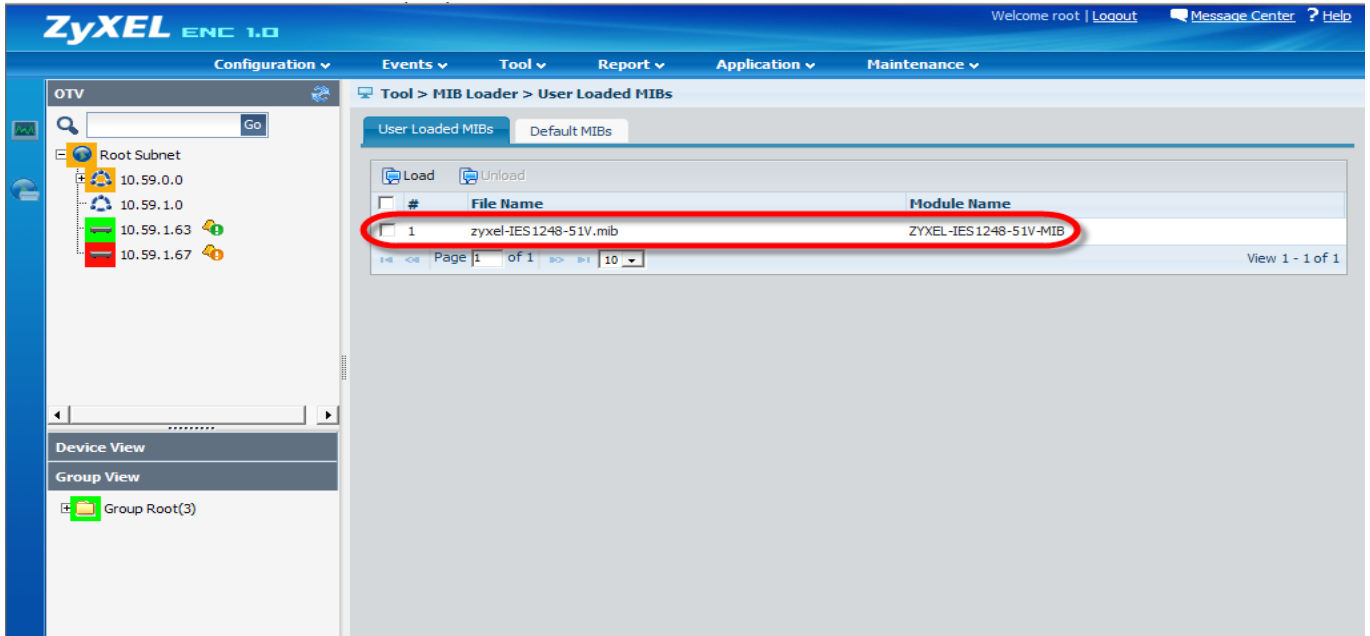 Welcome root | Logout Message Center ? Help
ZyXEL ENC 1.0
Configuration Events Tool Report Application Maintenance
OTV
Go
Root Subnet
10.59.0.0
10.59.1.0
10.59.1.63
10.59.1.67
Device View
Group View
Group Root(3)
Tool > MIB Loader > User Loaded MIBs
User Loaded MIBs Default MIBs
Load Unload
# File Name Module Name
1 zyxel-IES1248-51V.mib ZYXEL-IES1248-51V-MIB
Page 1 of 1 10 View 1 - 1 of 1